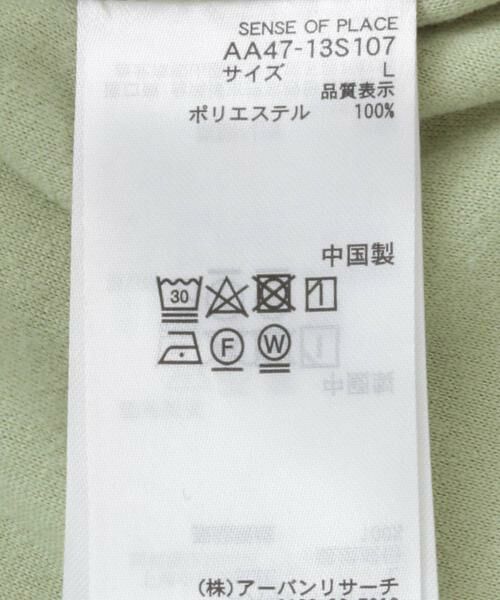 SENSE OF PLACE
AA47-13S107
サイズ L
品質表示
ポリエステル 100%
中国製
30
F W
(株)アーバンリサーチ